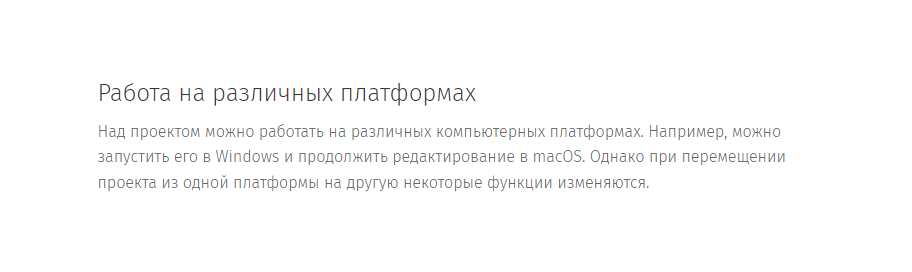 Работа на различных платформах
Над проектом можно работать на различных компьютерных платформах. Например, можно
запустить его в Windows и продолжить редактирование в macOS. Однако при перемещении
проекта из одной платформы на другую некоторые функции изменяются.